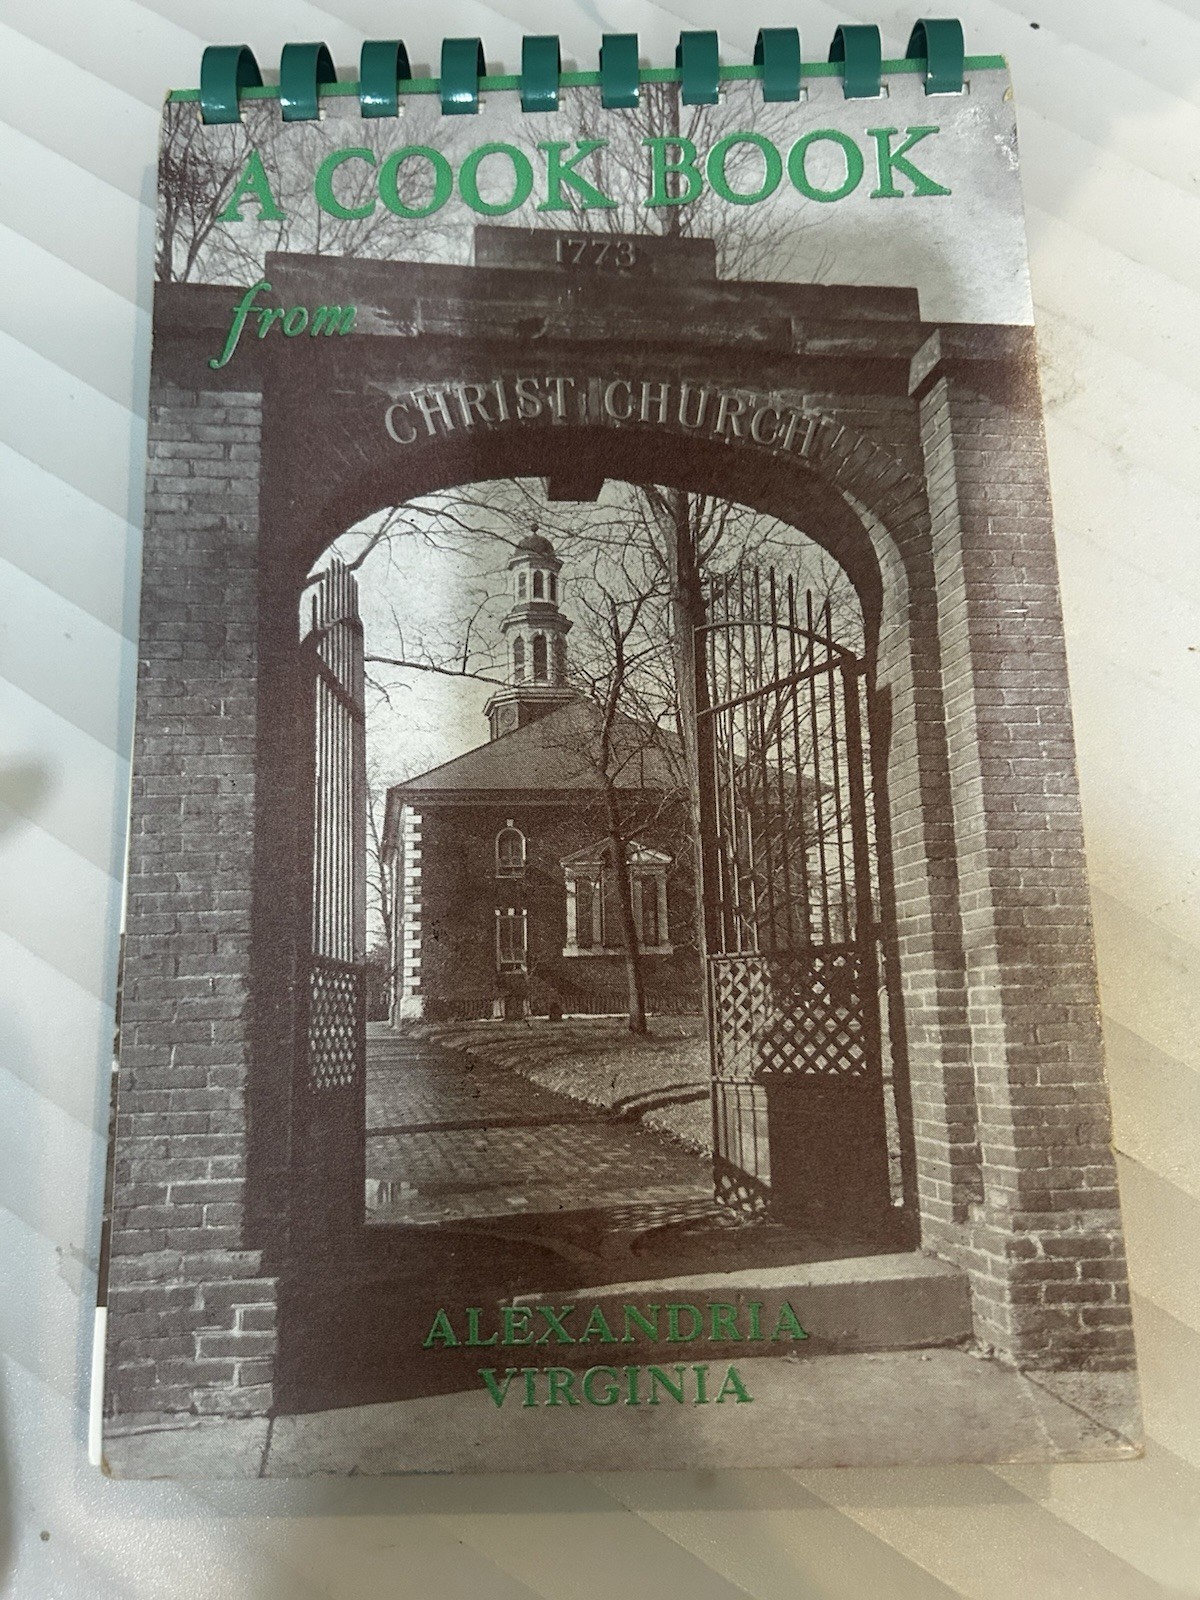 A COOK BOOK
1773
from
CHRIST CHURCH
ALEXANDRIA
VIRGINIA